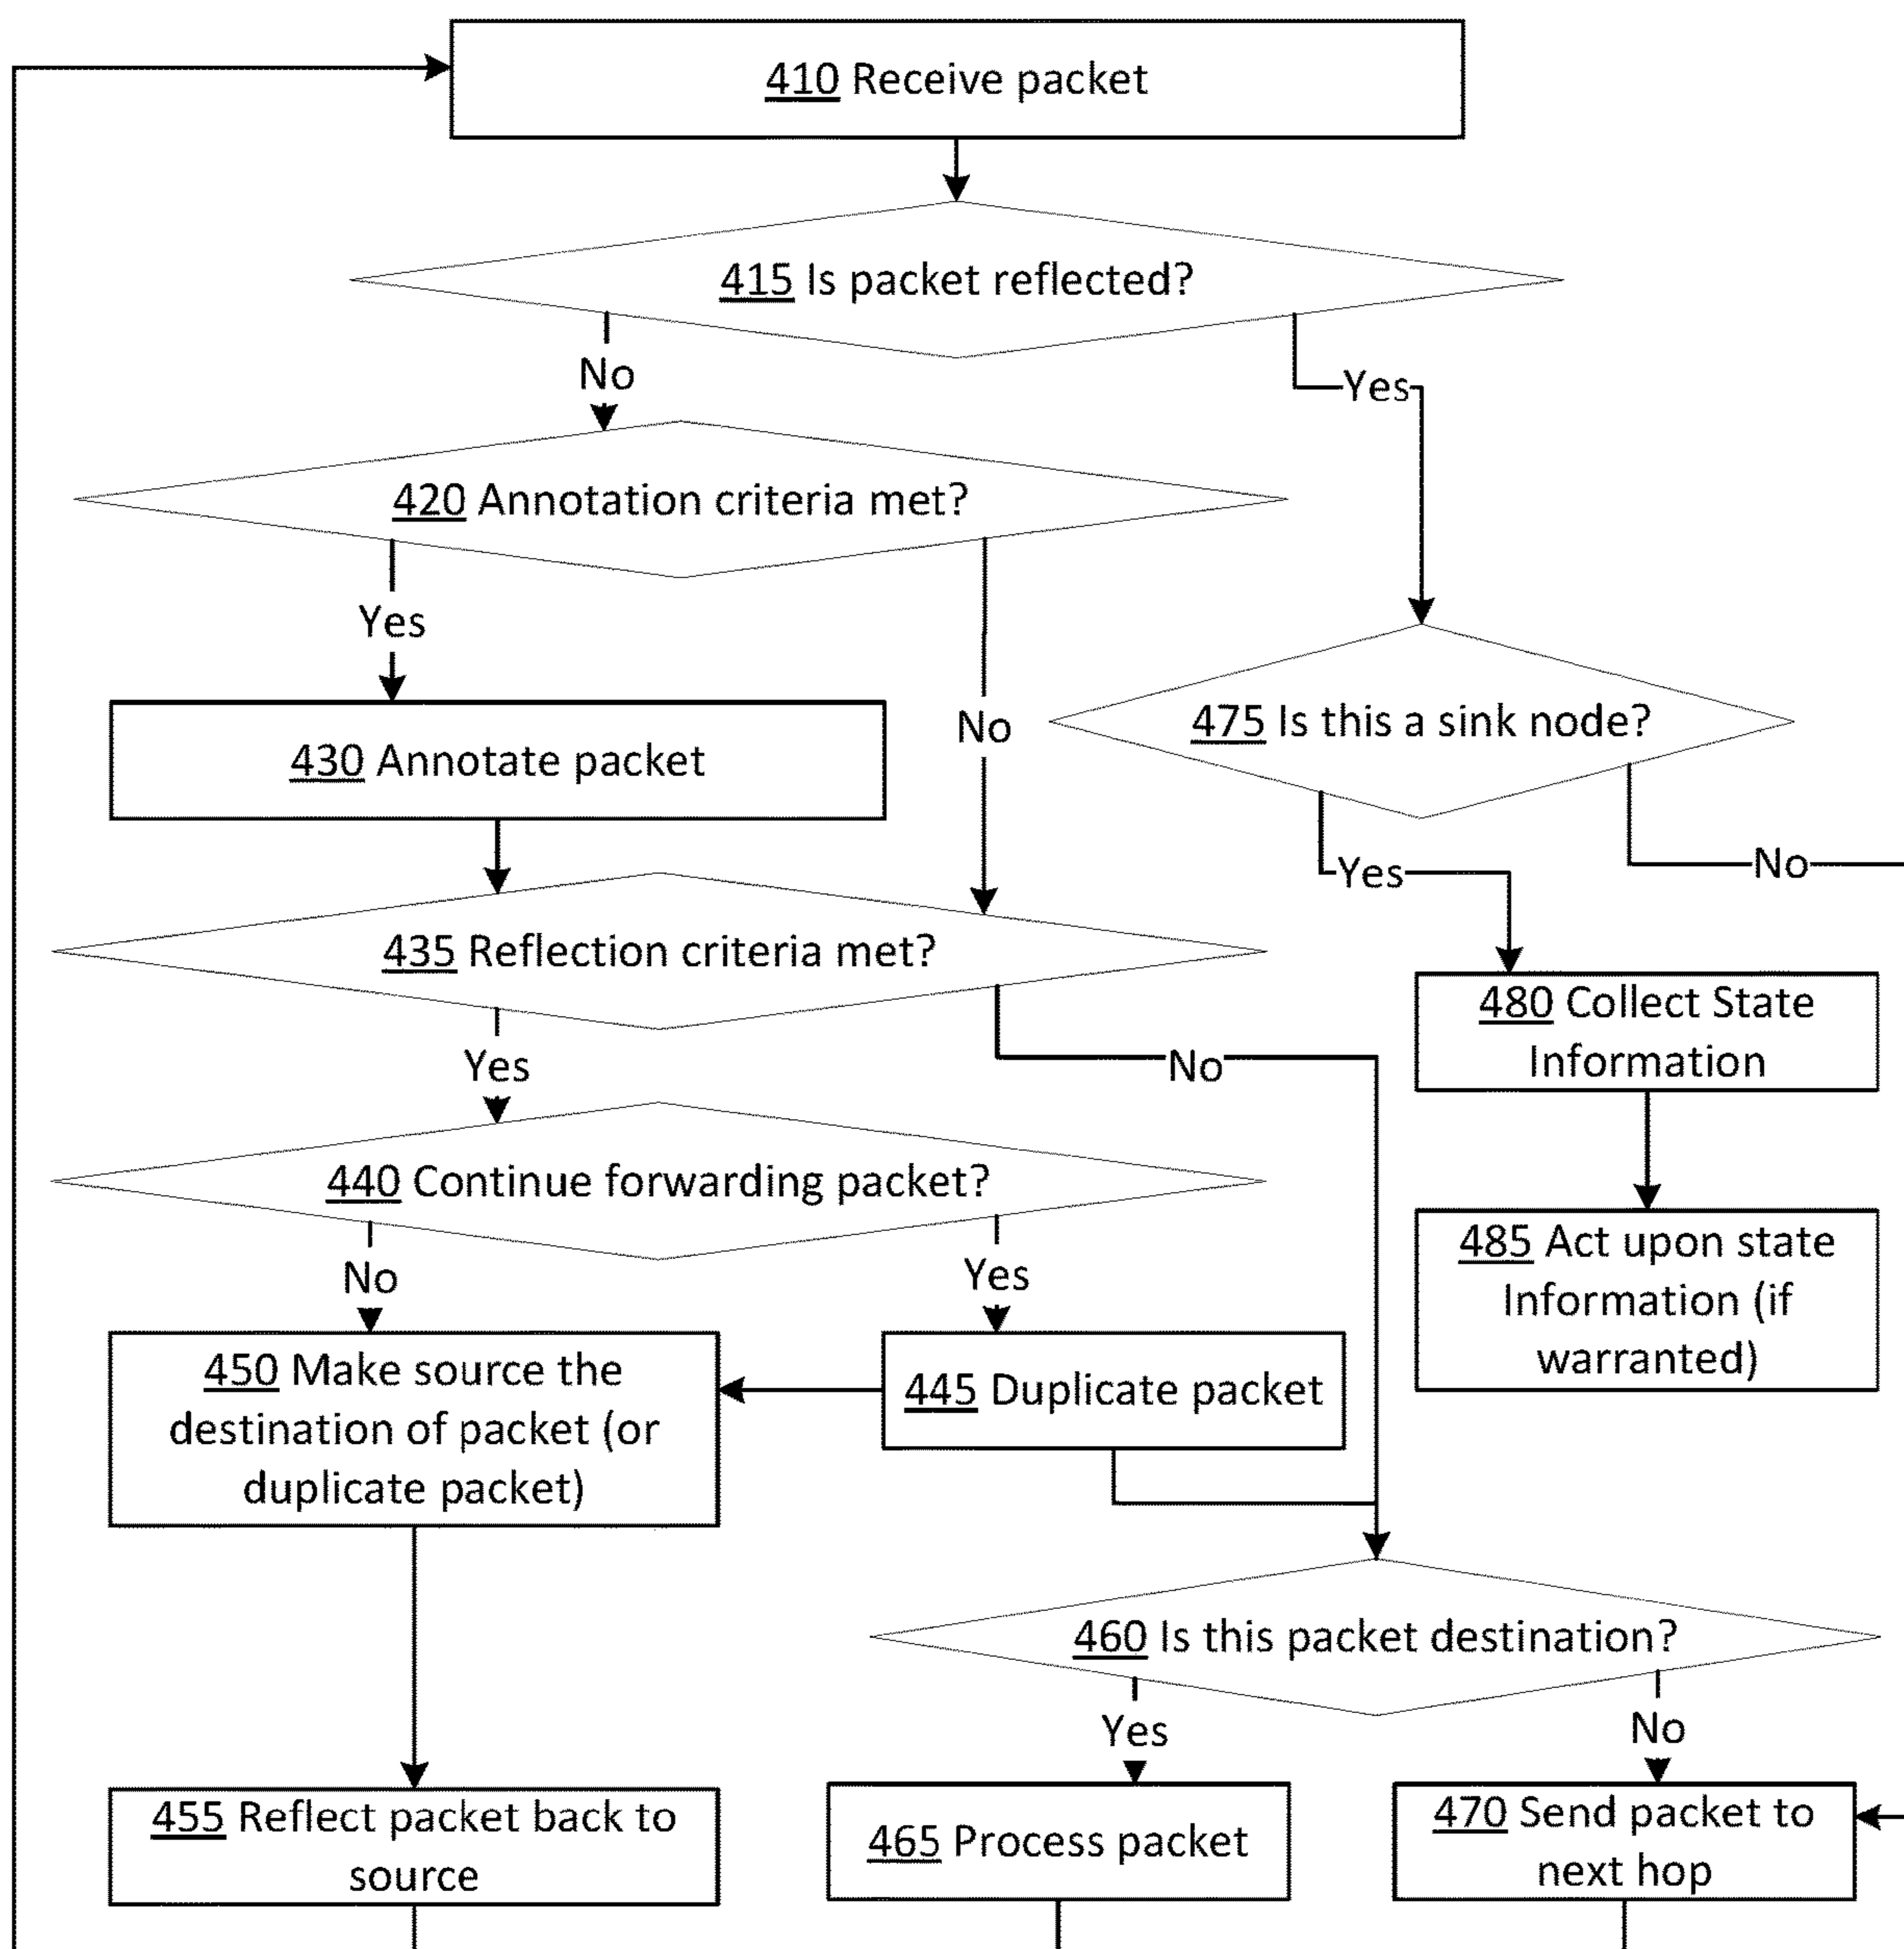 410 Receive packet
415 Is packet reflected?
No
Yes
420 Annotation criteria met?
Yes
No
475 Is this a sink node?
430 Annotate packet
Yes
No
435 Reflection criteria met?
480 Collect State
Information
Yes
No
440 Continue forwarding packet?
485 Act upon state
Information (if
warranted)
No
Yes
450 Make source the
destination of packet (or
duplicate packet)
445 Duplicate packet
460 Is this packet destination?
Yes
No
455 Reflect packet back to
source
465 Process packet
470 Send packet to
next hop